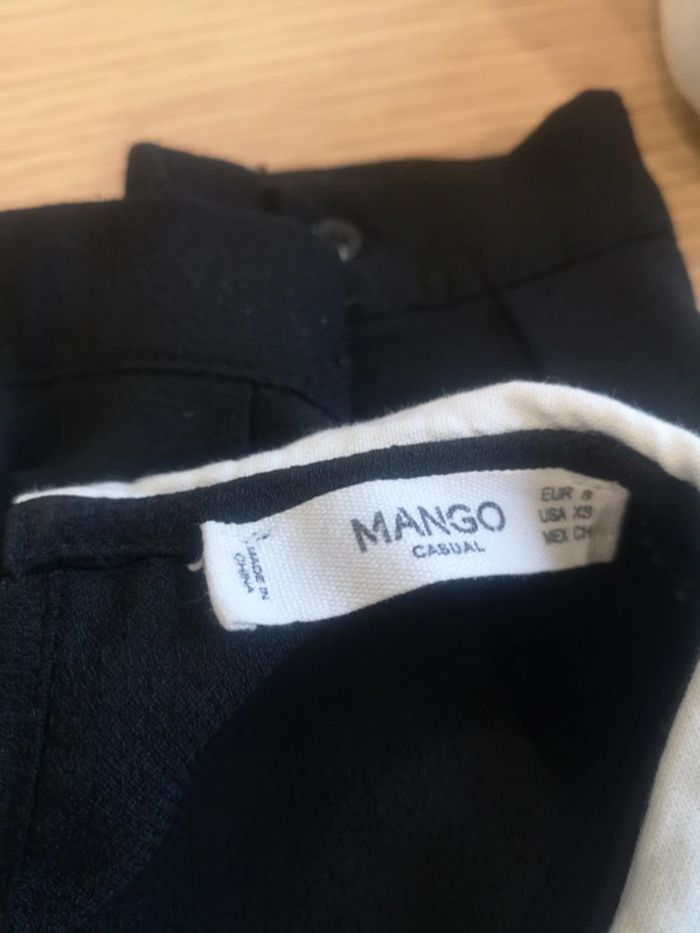 MANGO
CASUAL
EUR S
USA XS
MEX CH
MADE IN
CHINA